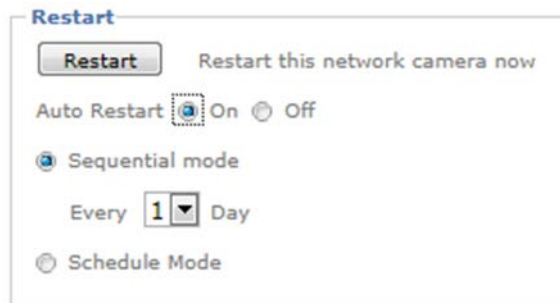 Restart
Restart Restart this network camera now
Auto Restart On Off
Sequential mode
Every 1 Day
Schedule Mode